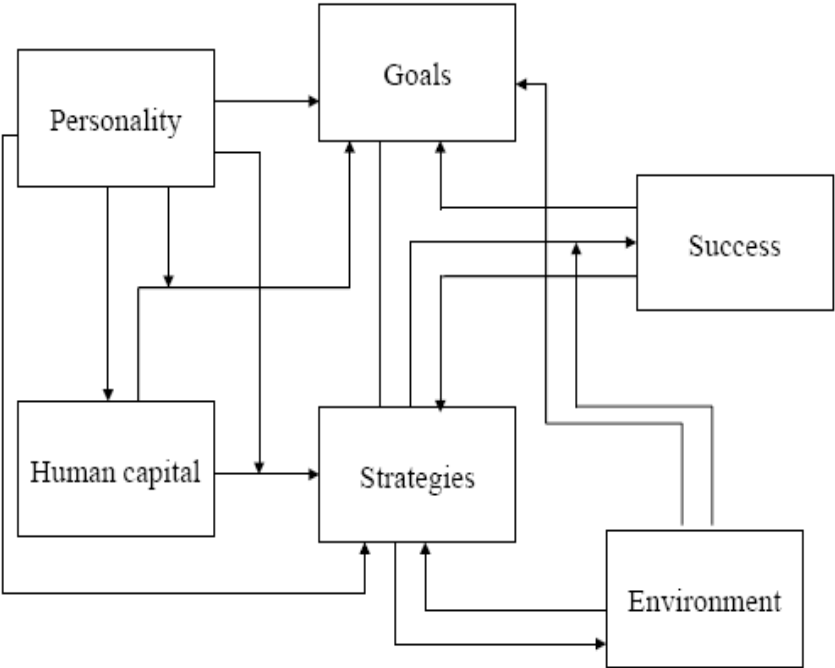 Goals
Personality
Success
Human capital
Strategies
Environment